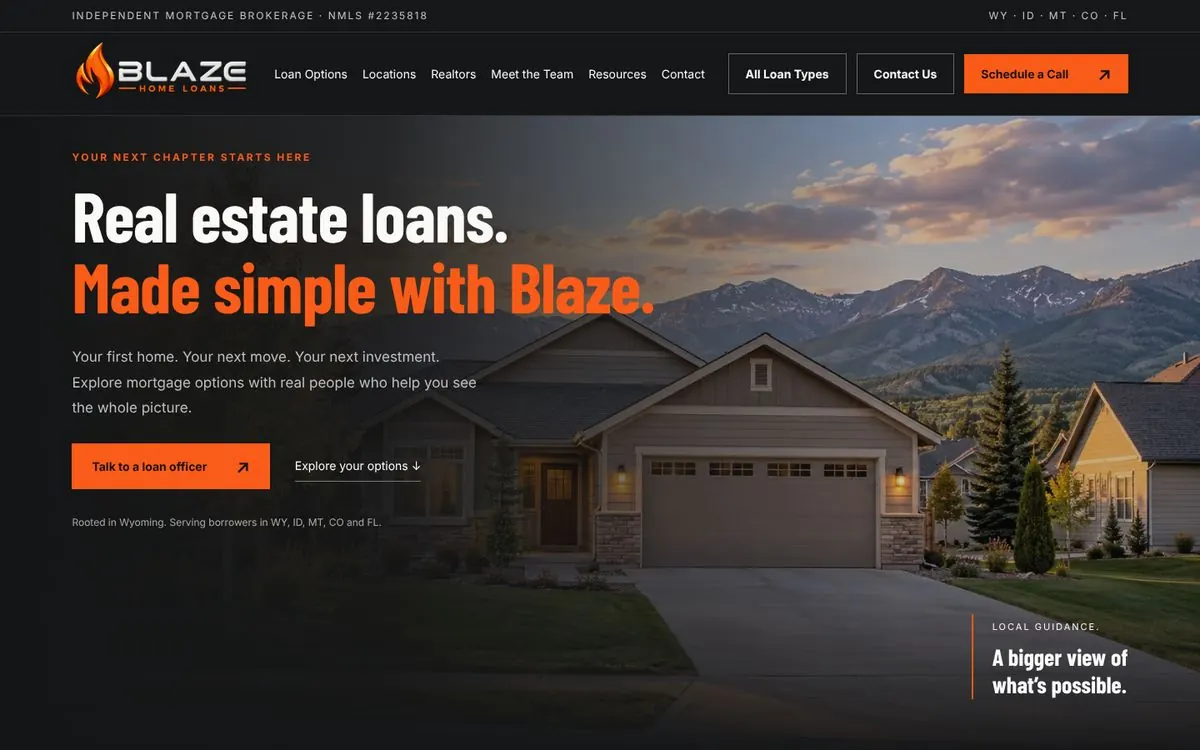 INDEPENDENT MORTGAGE BROKERAGE · NMLS #2235818
WY · ID · MT · CO · FL
BLAZE
HOME LOANS
Loan Options
Locations
Realtors
Meet the Team
Resources
Contact
All Loan Types
Contact Us
Schedule a Call
YOUR NEXT CHAPTER STARTS HERE
Real estate loans.
Made simple with Blaze.
Your first home. Your next move. Your next investment.
Explore mortgage options with real people who help you see
the whole picture.
Talk to a loan officer
Explore your options ↓
Rooted in Wyoming. Serving borrowers in WY, ID, MT, CO and FL.
LOCAL GUIDANCE.
A bigger view of
what’s possible.